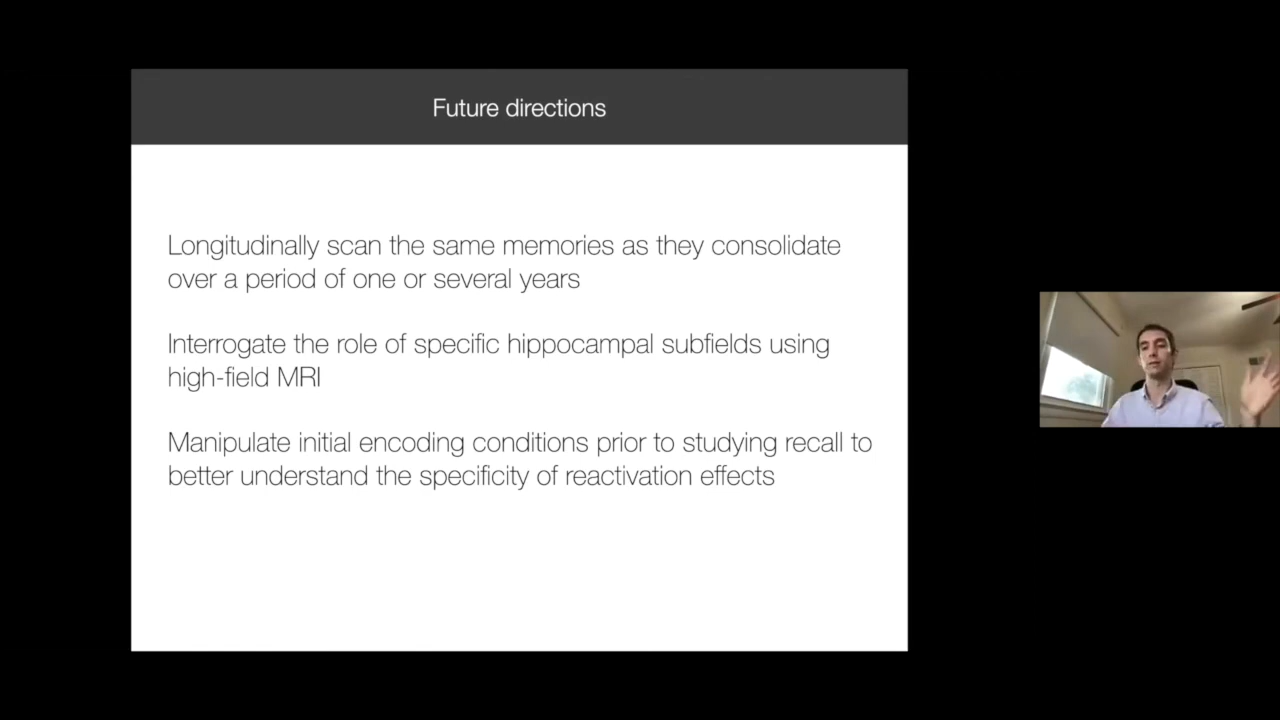 Future directions
Longitudinally scan the same memories as they consolidate
over a period of one or several years
Interrogate the role of specific hippocampal subfields using
high-field MRI
Manipulate initial encoding conditions prior to studying recall to
better understand the specificity of reactivation effects